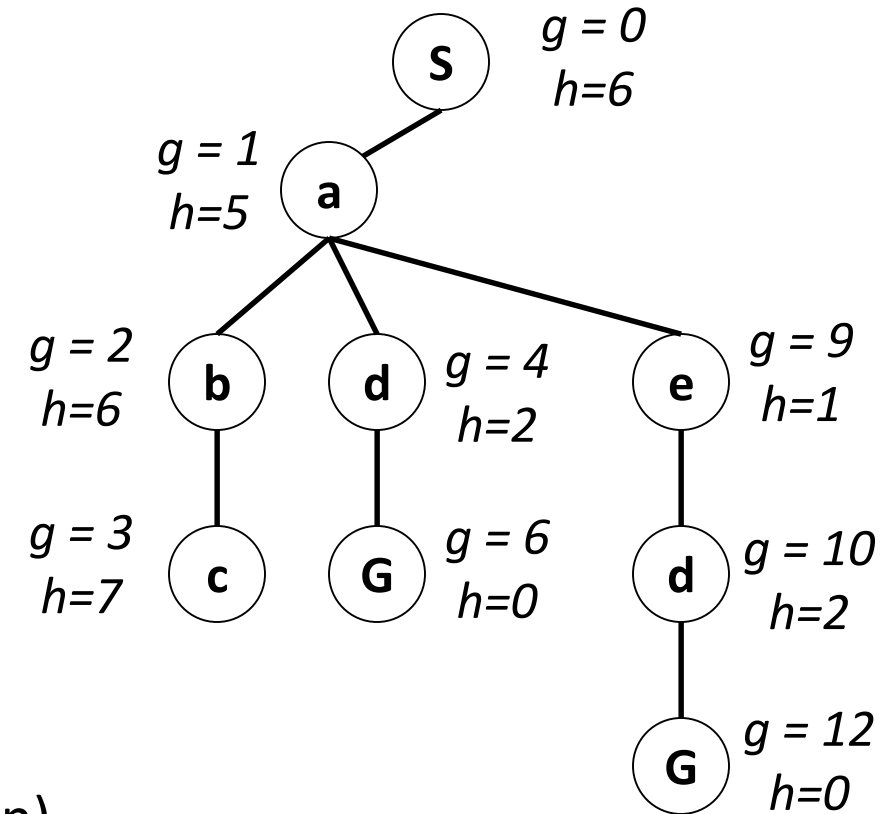 S
g = 0
h=6
g = 1
h=5
a
g = 2
h=6
b
d
g = 4
h=2
e
g = 9
h=1
g = 3
h=7
c
G
g = 6
h=0
d
g = 10
h=2
G
g = 12
h=0
n)